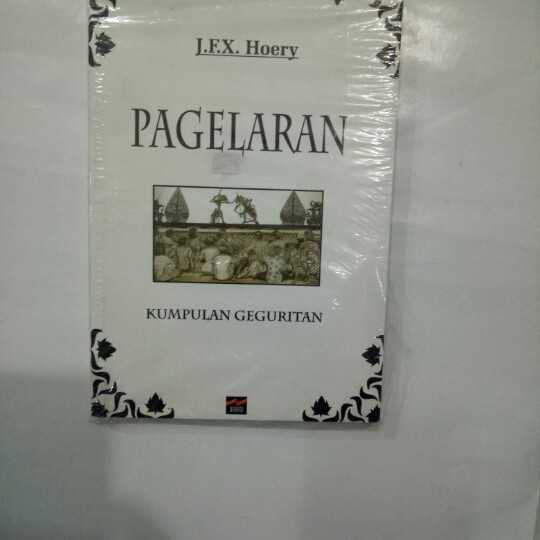 J.F.X. Hoery
PAGELARAN
KUMPULAN GEGURITAN